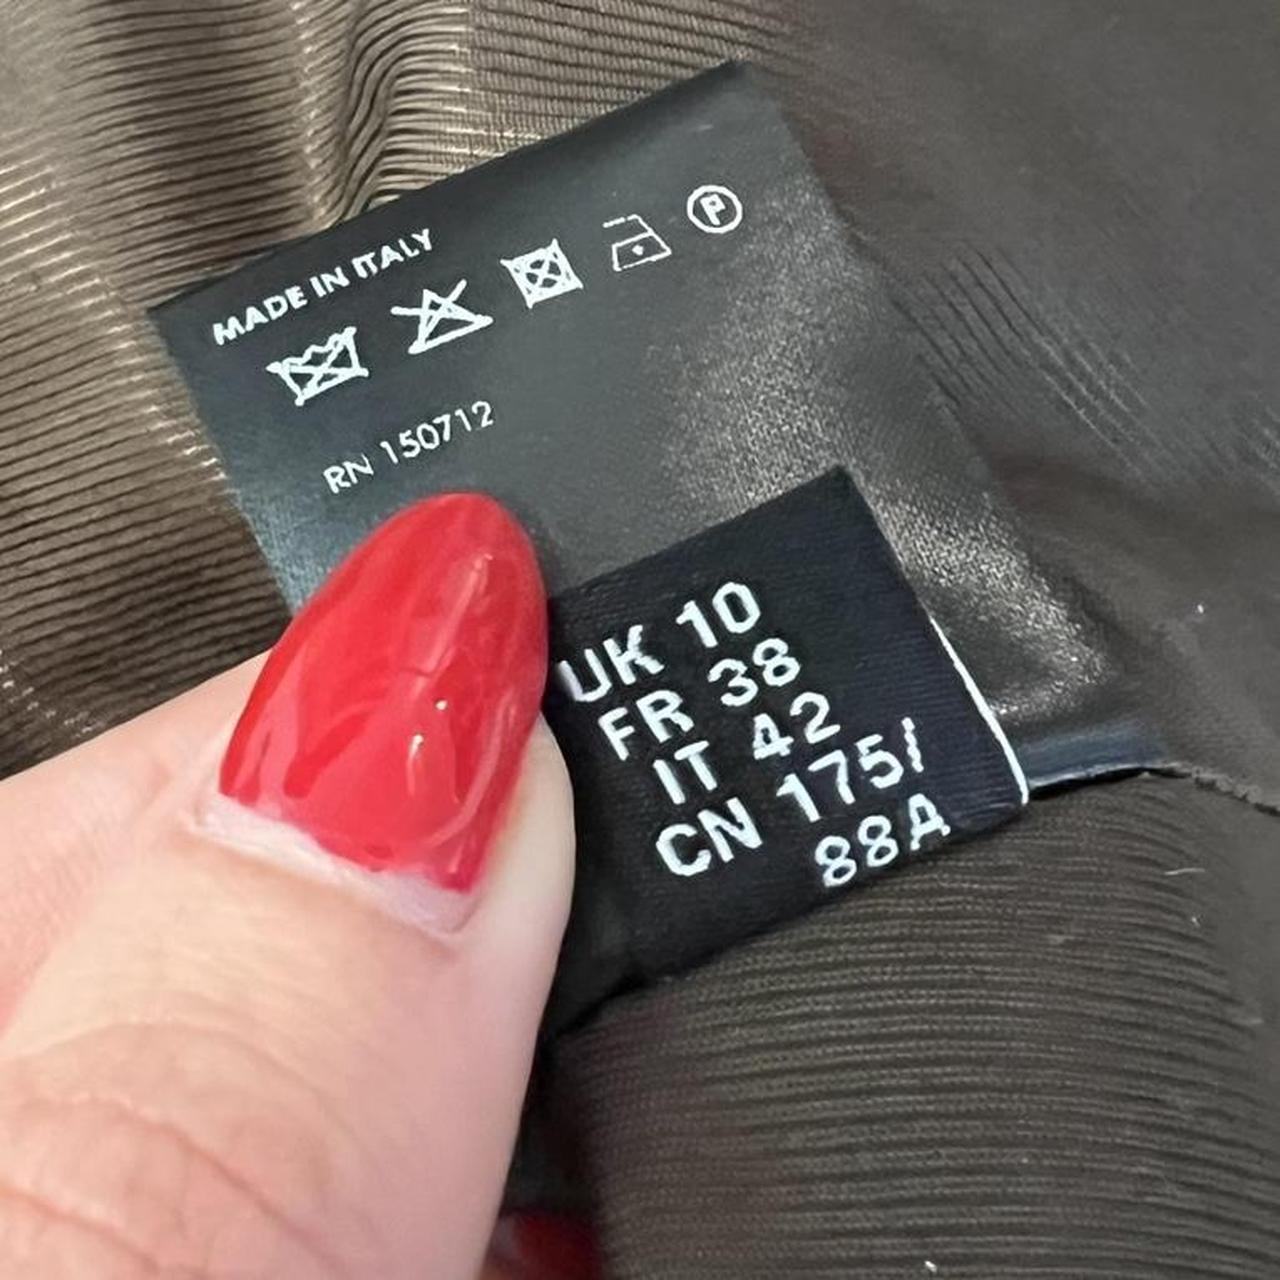 MADE IN ITALY
P
RN 150712
UK 10
FR 38
IT 42
CN 175/
88A